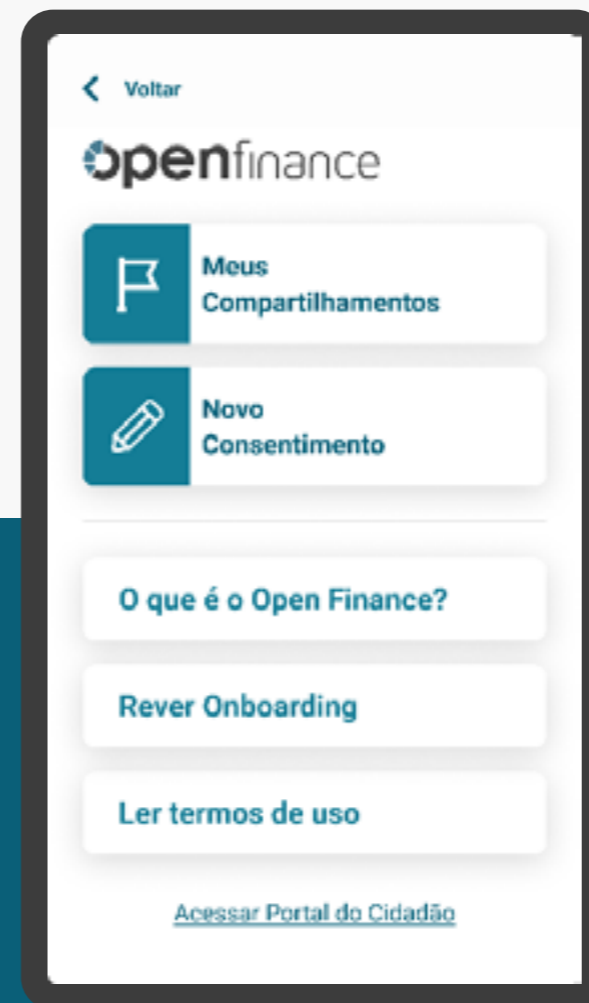 Voltar
openfinance
Meus
Compartilhamentos
Novo
Consentimento
O que é o Open Finance?
Rever Onboarding
Ler termos de uso
Acessar Portal do Cidadão